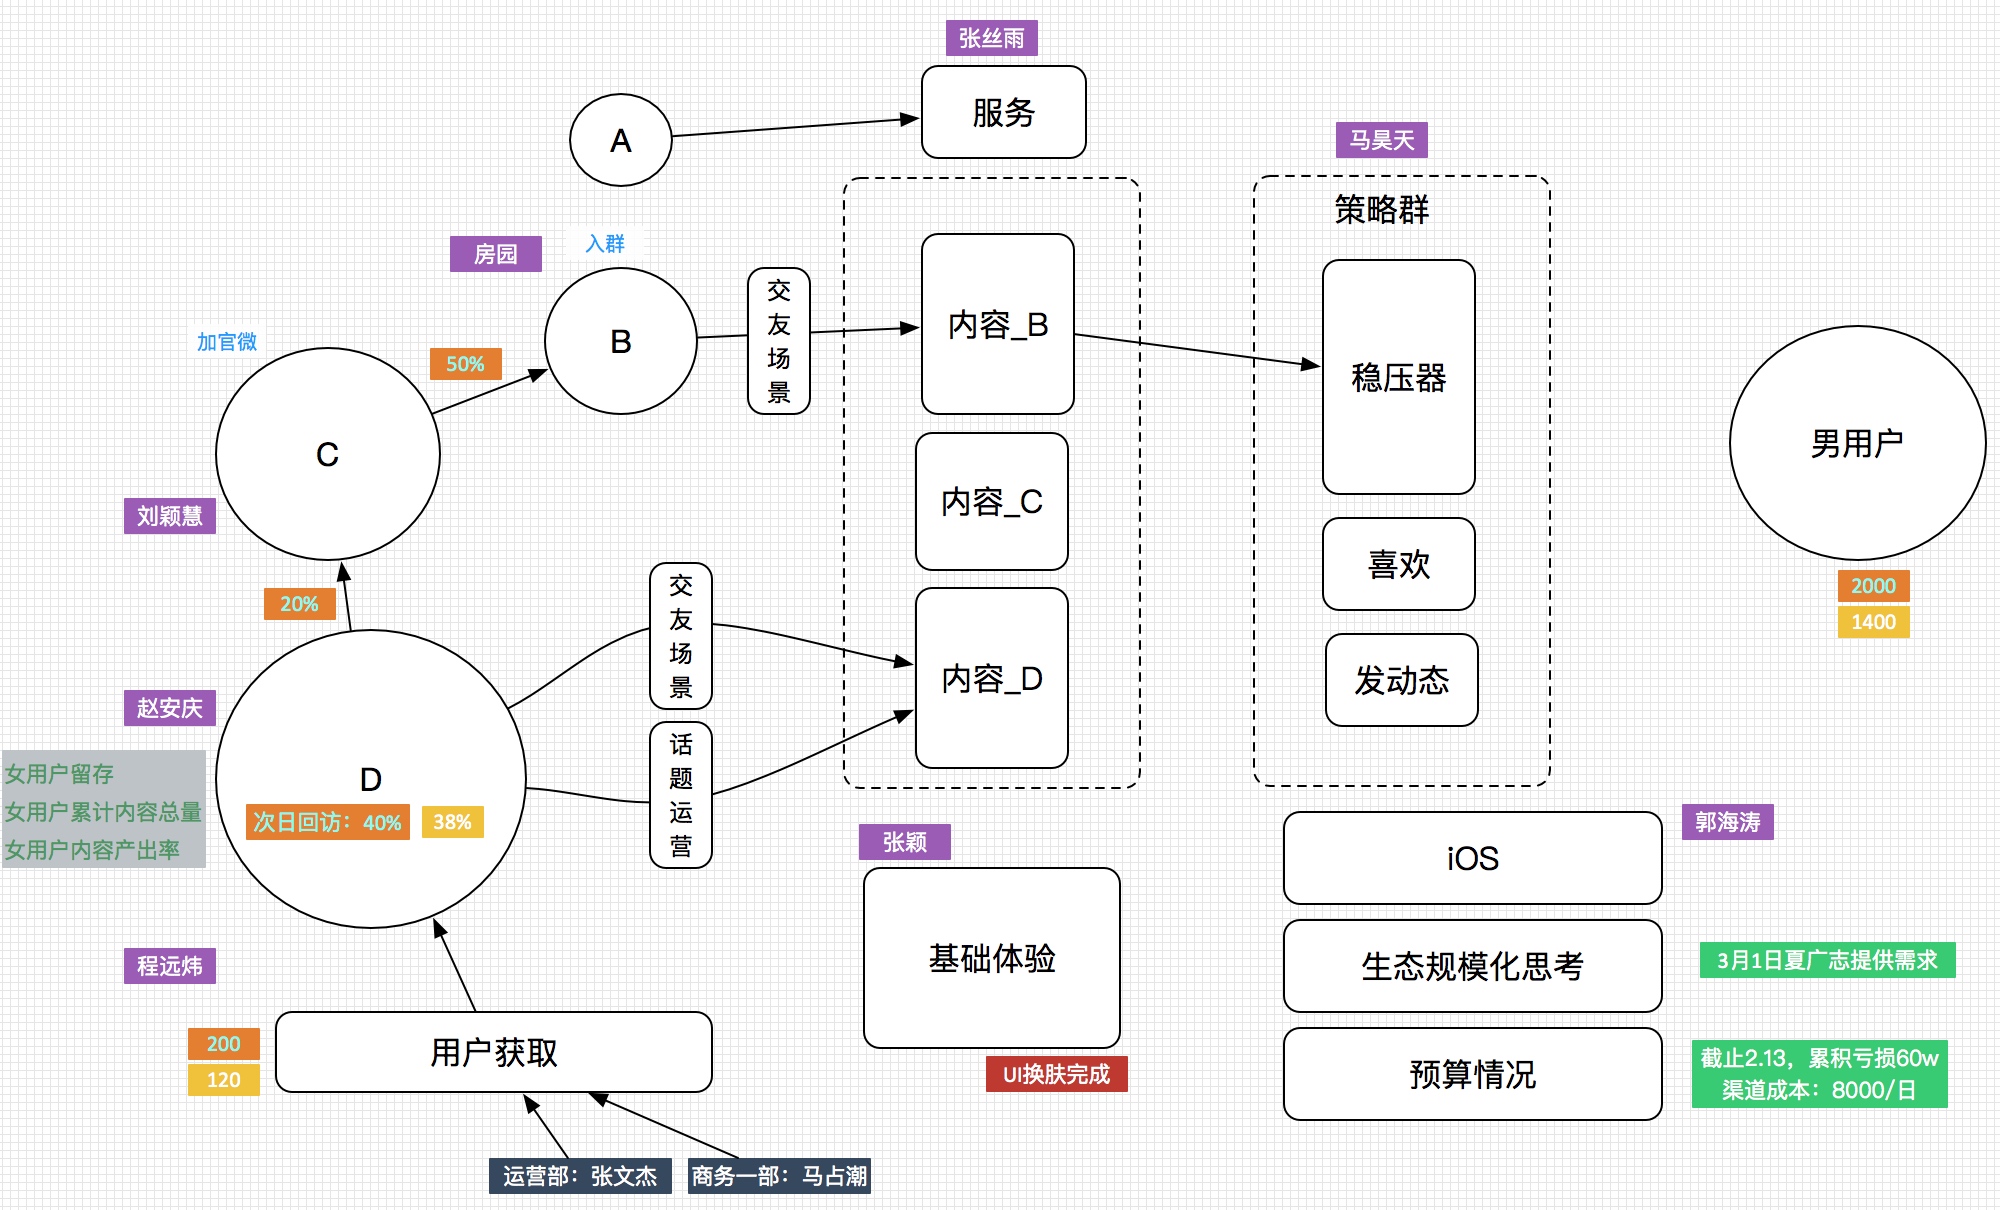 张丝雨
服务
A
马昊天
策略群
房园
入群
交友场景
内容_B
B
加官微
50%
稳压器
男用户
C
内容_C
刘颖慧
喜欢
2000
1400
20%
交友场景
内容_D
发动态
赵安庆
女用户留存
女用户累计内容总量
女用户内容产出率
D
次日回访：40%
38%
话题运营
张颖
郭海涛
iOS
程远炜
基础体验
生态规模化思考
3月1日夏广志提供需求
200
120
用户获取
UI换肤完成
预算情况
截止2.13，累积亏损60w
渠道成本：8000/日
运营部：张文杰
商务一部：马占潮